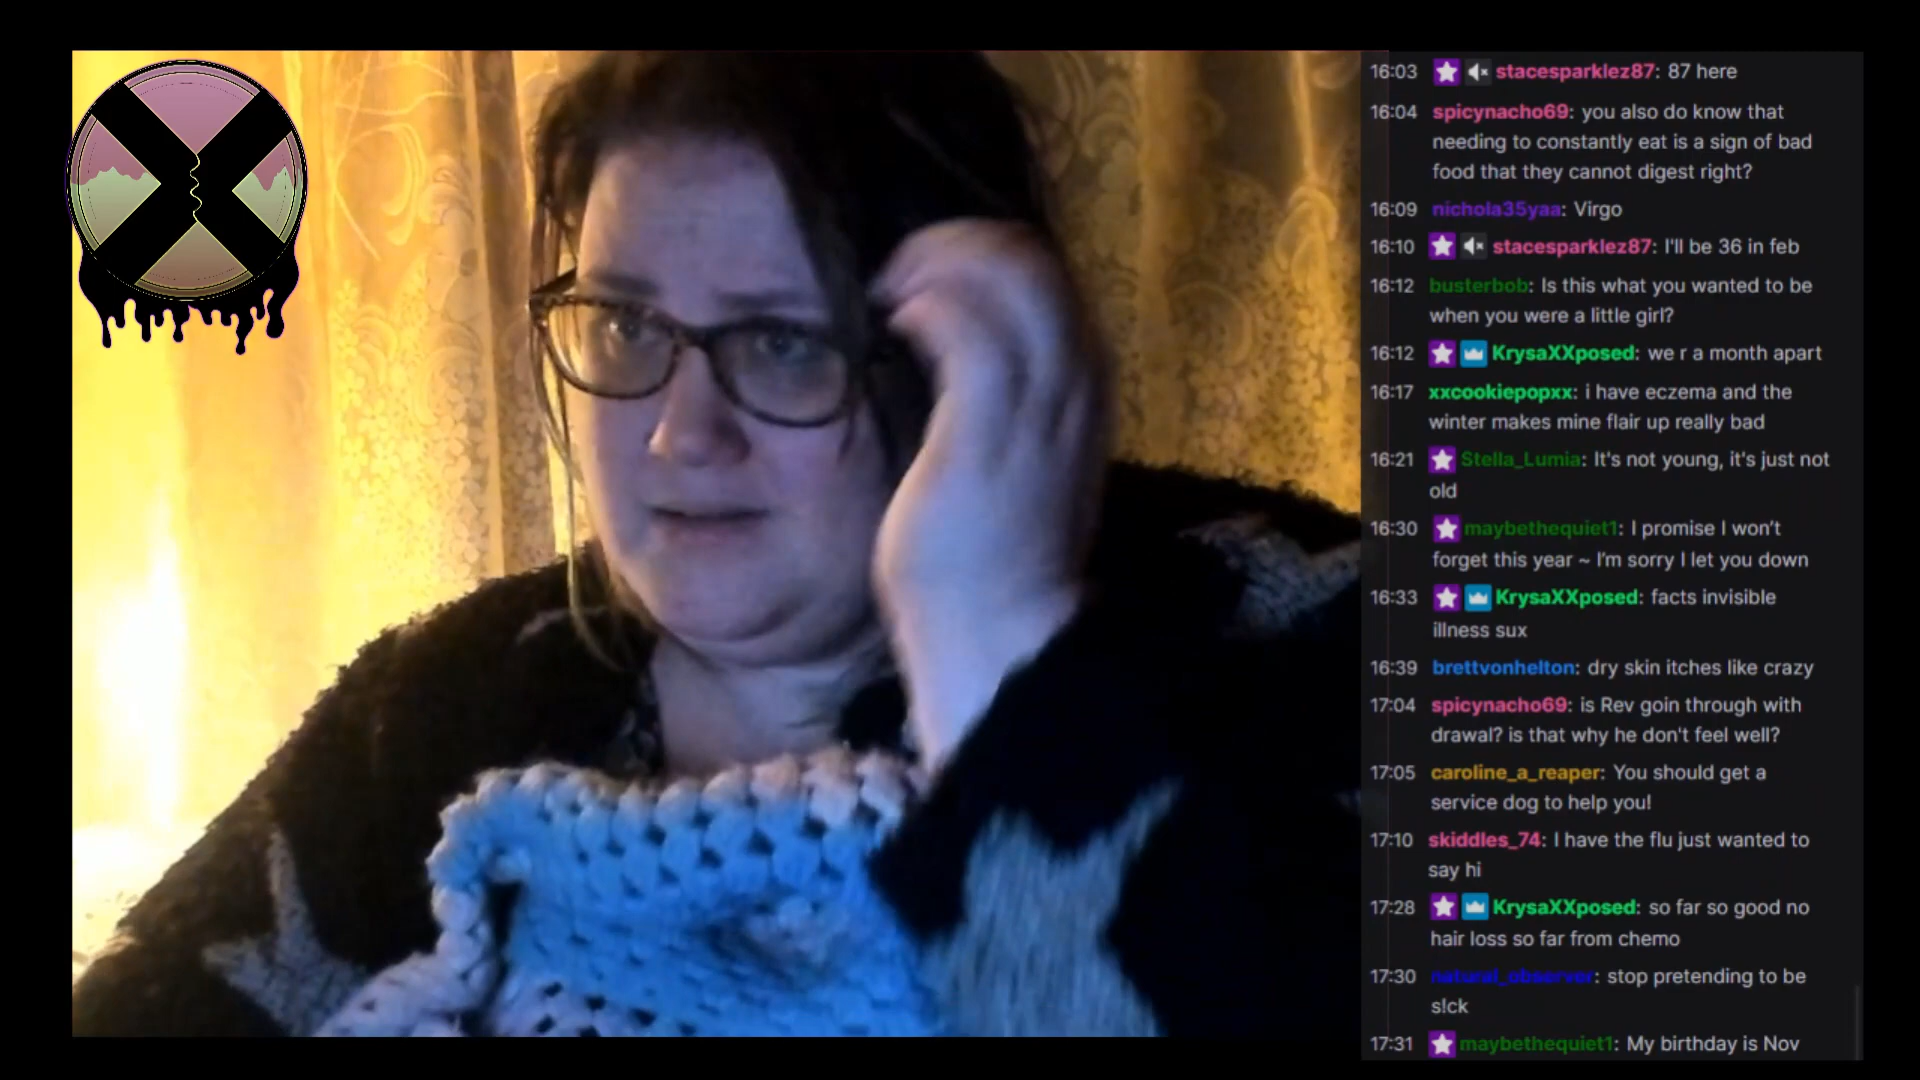 16:03 stacesparklez87: 87 here
16:04 spicynacho69: you also do know that
needing to constantly eat is a sign of bad
food that they cannot digest right?
16:09 nichola35yaa: Virgo
16:10 stacesparklez87: I'll be 36 in feb
16:12 busterbob: Is this what you wanted to be
when you were a little girl?
16:12 KrysaXXposed: we r a month apart
16:17 xxcookiepopxx: i have eczema and the
winter makes mine flair up really bad
16:21 Stella_Lumia: It's not young, it's just not
old
16:30 maybethequiet1: I promise I won't
forget this year ~ I'm sorry I let you down
16:33 KrysaXXposed: facts invisible
illness sux
16:39 brettvonhelton: dry skin itches like crazy
17:04 spicynacho69: is Rev goin through with
drawal? is that why he don't feel well?
17:05 caroline_a_reaper: You should get a
service dog to help you!
17:10 skiddles_74: I have the flu just wanted to
say hi
17:28 KrysaXXposed: so far so good no
hair loss so far from chemo
17:30 natural_observer: stop pretending to be
s!ck
17:31 maybethequiet1: My birthday is Nov